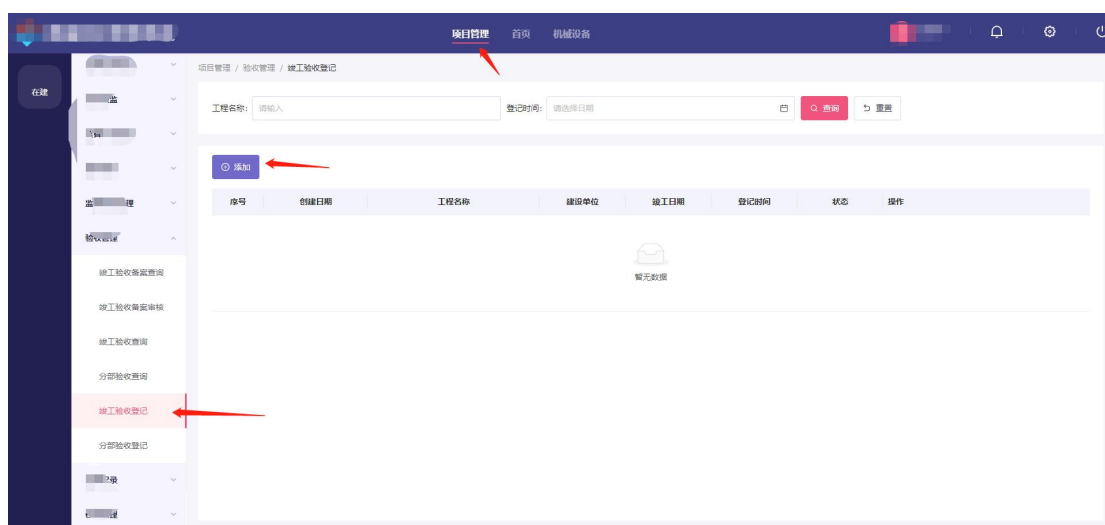 项目管理 首页 机械设备
在建
项目管理 / 验收管理 / 竣工验收登记
工程名称: 请输入 登记时间: 请选择日期 查询 重置
添加
序号 创建日期 工程名称 建设单位 竣工日期 登记时间 状态 操作
暂无数据
竣工验收备案查询
竣工验收备案审核
竣工验收查询
分部验收查询
竣工验收登记
分部验收登记